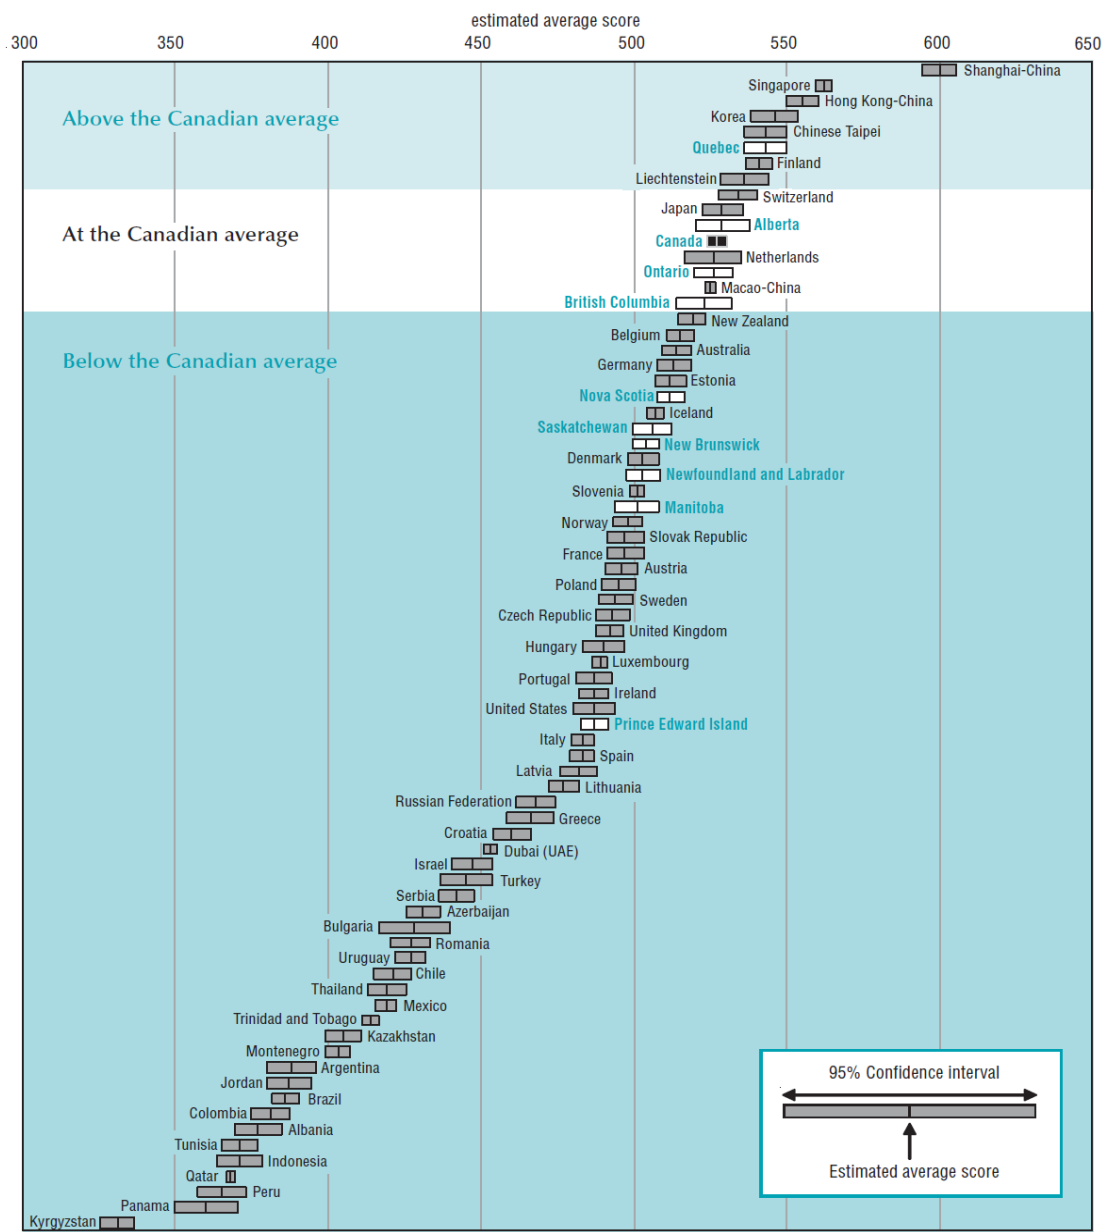 estimated average score
300 350 400 450 500 550 600 650
Shanghai-China
Singapore
Hong Kong-China
Above the Canadian average
Korea
Chinese Taipei
Quebec
Finland
Liechtenstein
Switzerland
Japan
Alberta
At the Canadian average
Canada
Netherlands
Ontario
Macao-China
British Columbia
New Zealand
Belgium
Australia
Below the Canadian average
Germany
Estonia
Nova Scotia
Iceland
Saskatchewan
New Brunswick
Denmark
Newfoundland and Labrador
Slovenia
Manitoba
Norway
Slovak Republic
France
Austria
Poland
Sweden
Czech Republic
United Kingdom
Hungary
Luxembourg
Portugal
Ireland
United States
Prince Edward Island
Italy
Spain
Latvia
Lithuania
Russian Federation
Greece
Croatia
Dubai (UAE)
Israel
Turkey
Serbia
Azerbaijan
Bulgaria
Romania
Uruguay
Chile
Thailand
Mexico
Trinidad and Tobago
Kazakhstan
Montenegro
Argentina
Jordan
Brazil
Colombia
Albania
Tunisia
Indonesia
Qatar
Peru
Panama
Kyrgyzstan
95% Confidence interval
Estimated average score